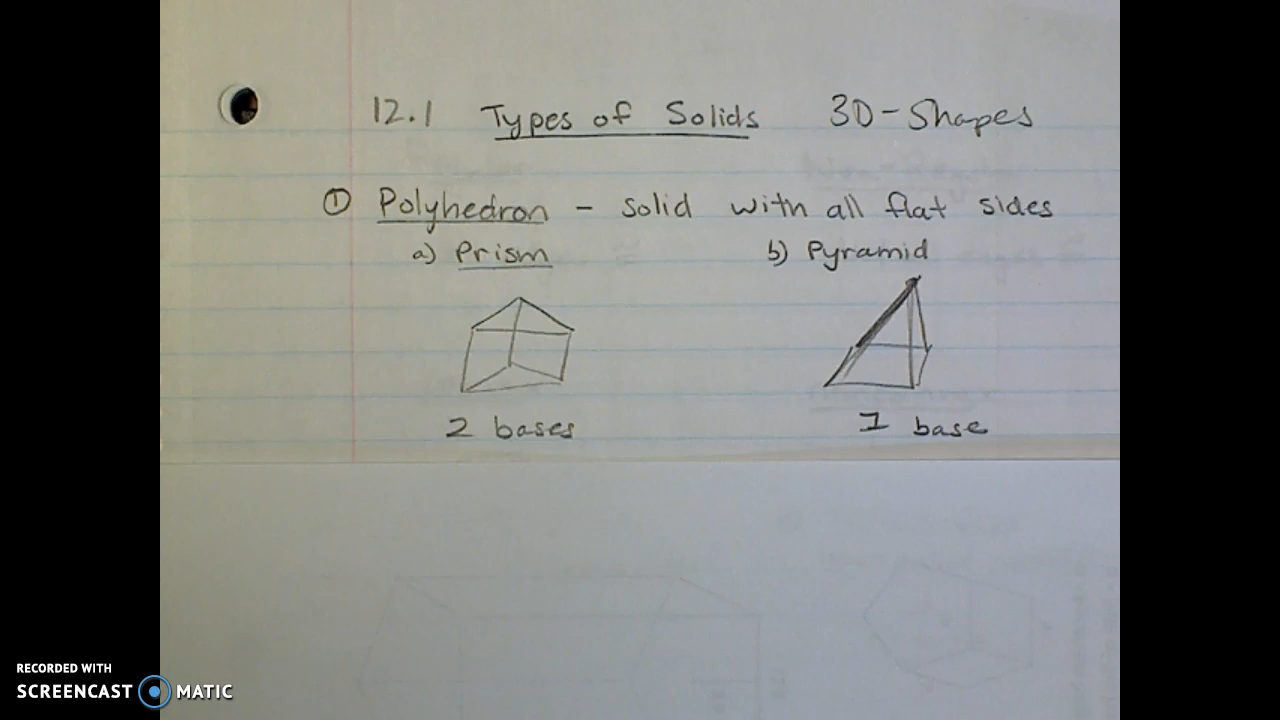 12.1 Types of Solids 3D-Shapes
① Polyhedron - solid with all flat sides
a) Prism b) Pyramid
2 bases 1 base
RECORDED WITH
SCREENCAST MATIC